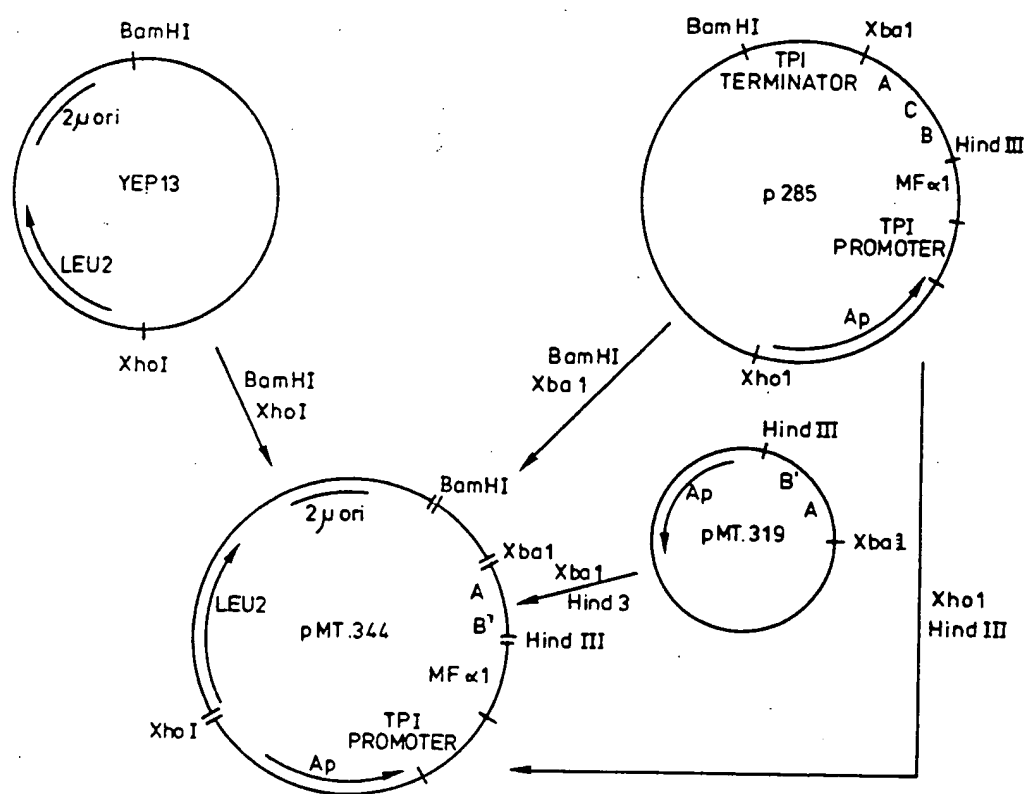 BamHI
2μ ori
YEP13
LEU2
XhoI
BamHI
XhoI
BamHI
Xba1
TPI
TERMINATOR
A
C
B
Hind III
MFα1
p285
TPI
PROMOTER
Ap
Xho1
BamHI
Xba 1
Hind III
B'
A
Ap
pMT.319
Xba1
Xba1
Hind 3
Xho1
Hind III
BamHI
2μ ori
Xba1
A
B'
Hind III
LEU2
pMT.344
MFα1
XhoI
TPI
PROMOTER
Ap